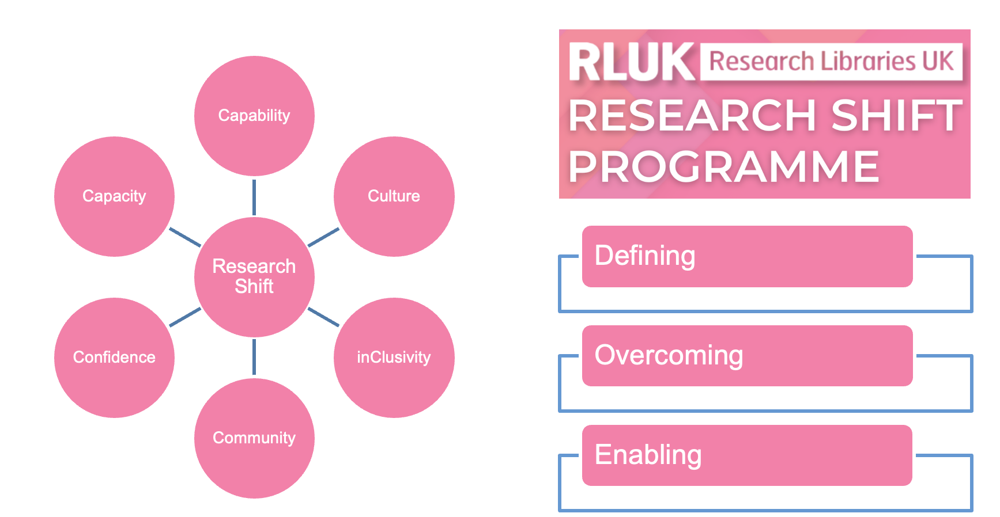 Capability
Capacity
Culture
Research
Shift
Confidence
inClusivity
Community
RLUK Research Libraries UK
RESEARCH SHIFT
PROGRAMME
Defining
Overcoming
Enabling